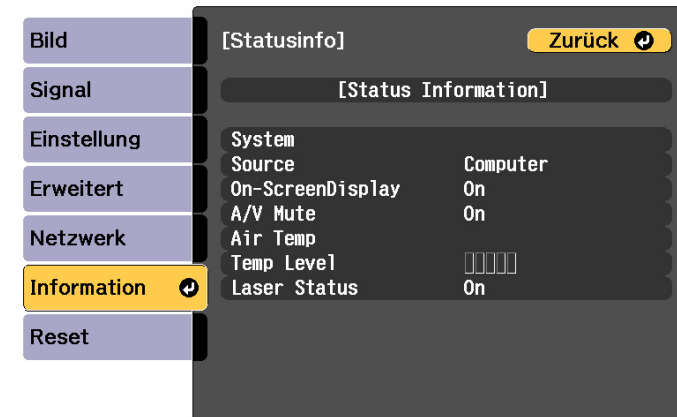 Bild
Signal
Einstellung
Erweitert
Netzwerk
Information
Reset
[Statusinfo] Zurück
[Status Information]
System
Source Computer
On-ScreenDisplay On
A/V Mute On
Air Temp
Temp Level
Laser Status On